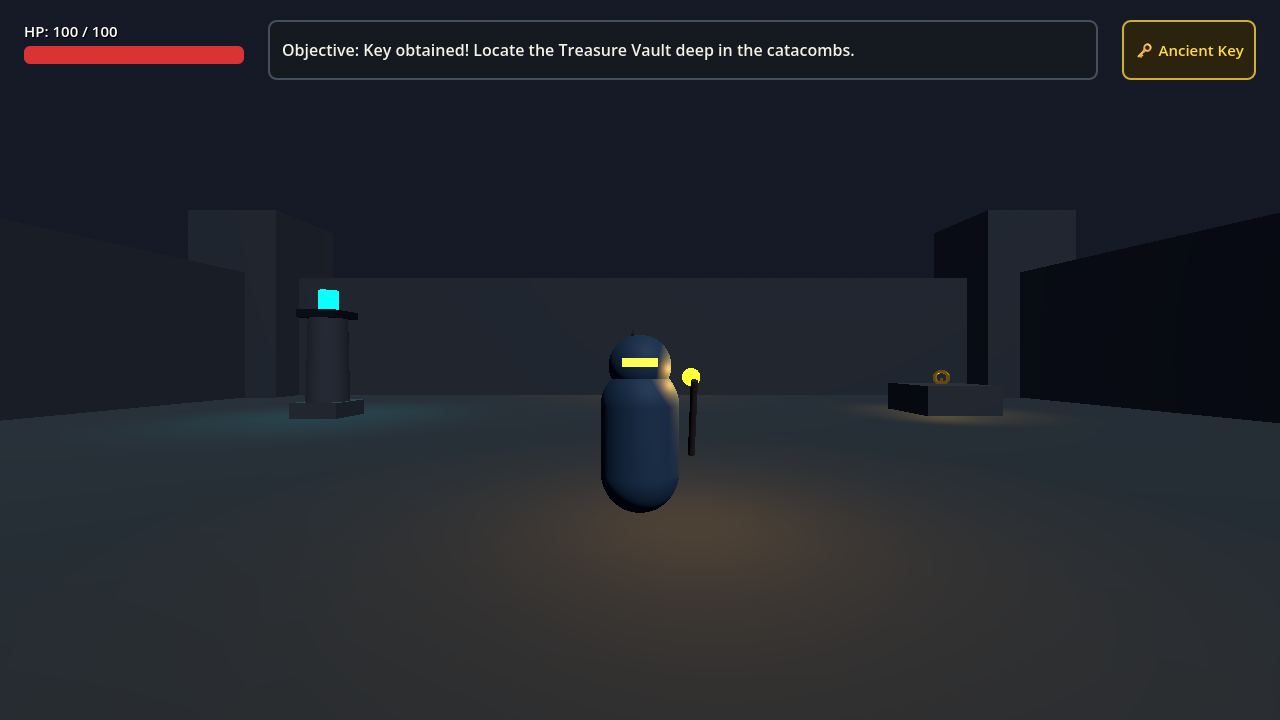 HP: 100 / 100
Objective: Key obtained! Locate the Treasure Vault deep in the catacombs.
Ancient Key